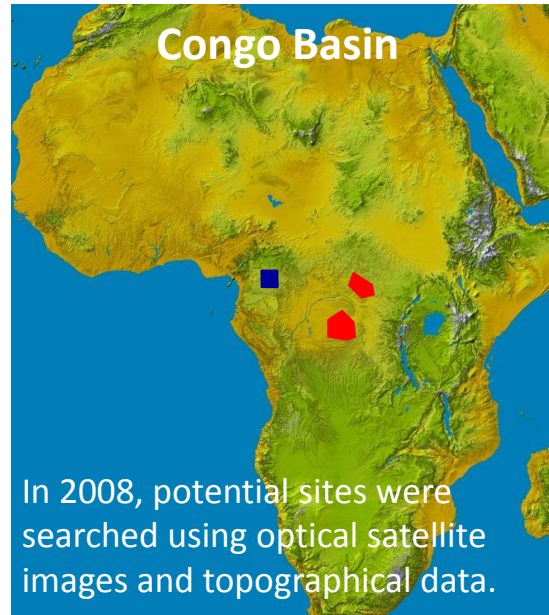 Congo Basin
In 2008, potential sites were
searched using optical satellite
images and topographical data.